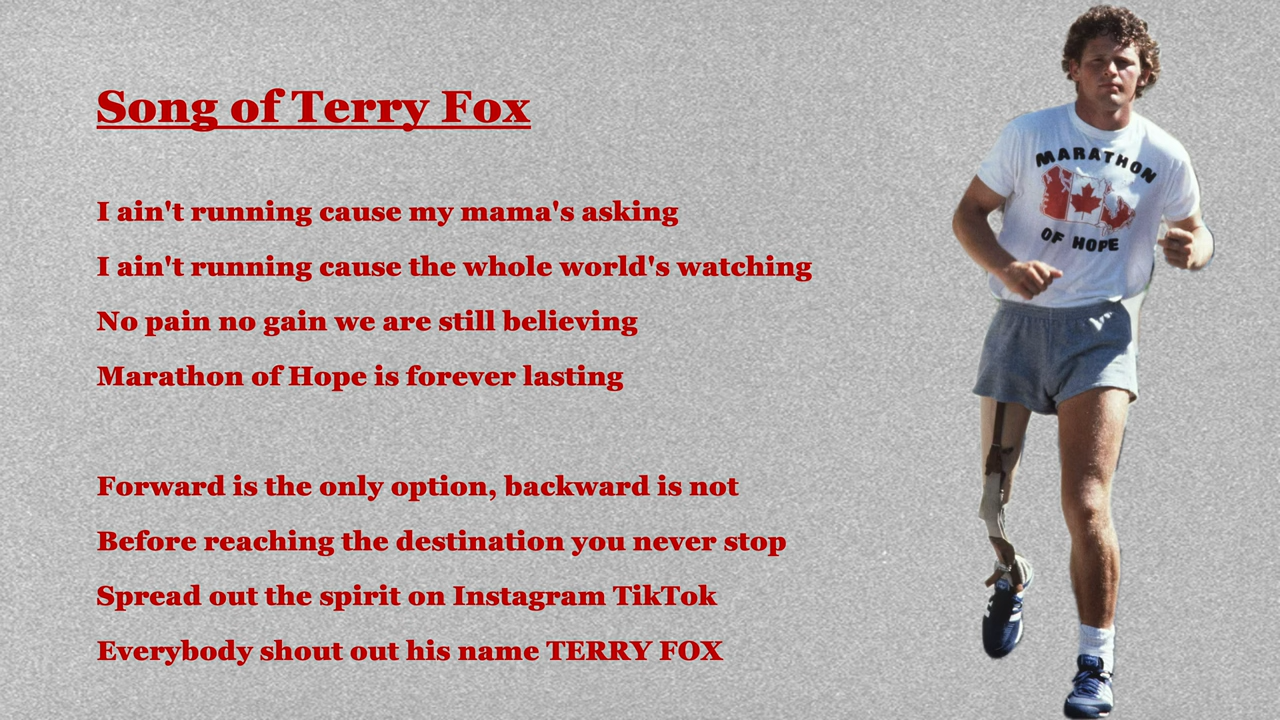 Song of Terry Fox
I ain't running cause my mama's asking
I ain't running cause the whole world's watching
No pain no gain we are still believing
Marathon of Hope is forever lasting
Forward is the only option, backward is not
Before reaching the destination you never stop
Spread out the spirit on Instagram TikTok
Everybody shout out his name TERRY FOX
MARATHON
OF HOPE